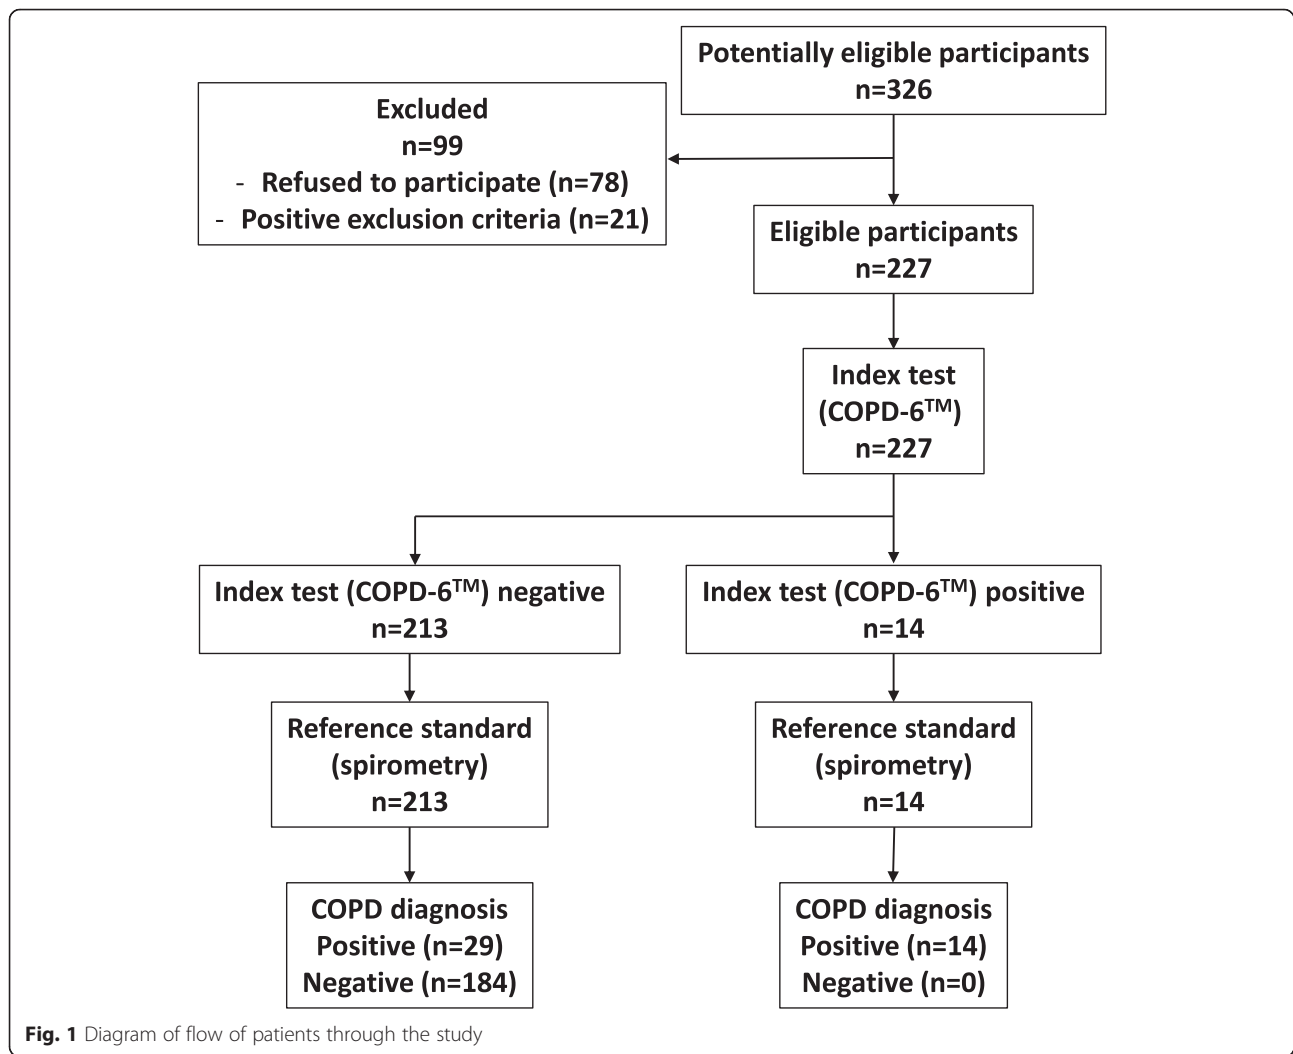 Potentially eligible participants
n=326
Excluded
n=99
- Refused to participate (n=78)
- Positive exclusion criteria (n=21)
Eligible participants
n=227
Index test
(COPD-6™)
n=227
Index test (COPD-6™) negative
n=213
Index test (COPD-6™) positive
n=14
Reference standard
(spirometry)
n=213
Reference standard
(spirometry)
n=14
COPD diagnosis
Positive (n=29)
Negative (n=184)
COPD diagnosis
Positive (n=14)
Negative (n=0)
Fig. 1 Diagram of flow of patients through the study